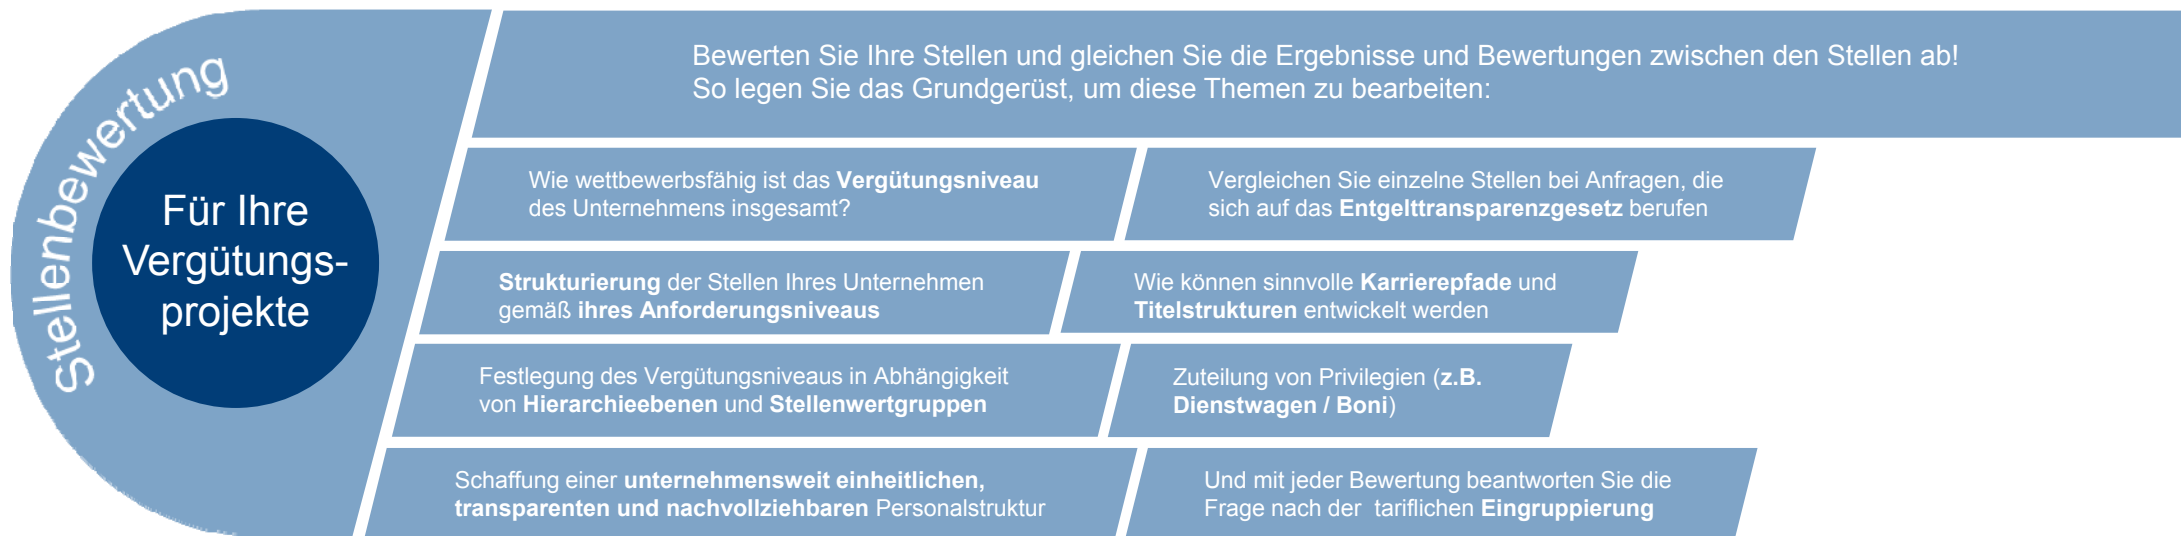 Stellenbewertung
Für Ihre
Vergütungs-
projekte
Bewerten Sie Ihre Stellen und gleichen Sie die Ergebnisse und Bewertungen zwischen den Stellen ab!
So legen Sie das Grundgerüst, um diese Themen zu bearbeiten:
Wie wettbewerbsfähig ist das Vergütungsniveau
des Unternehmens insgesamt?
Vergleichen Sie einzelne Stellen bei Anfragen, die
sich auf das Entgelttransparenzgesetz berufen
Strukturierung der Stellen Ihres Unternehmen
gemäß ihres Anforderungsniveaus
Wie können sinnvolle Karrierepfade und
Titelstrukturen entwickelt werden
Festlegung des Vergütungsniveaus in Abhängigkeit
von Hierarchieebenen und Stellenwertgruppen
Zuteilung von Privilegien (z.B.
Dienstwagen / Boni)
Schaffung einer unternehmensweit einheitlichen,
transparenten und nachvollziehbaren Personalstruktur
Und mit jeder Bewertung beantworten Sie die
Frage nach der  tariflichen Eingruppierung